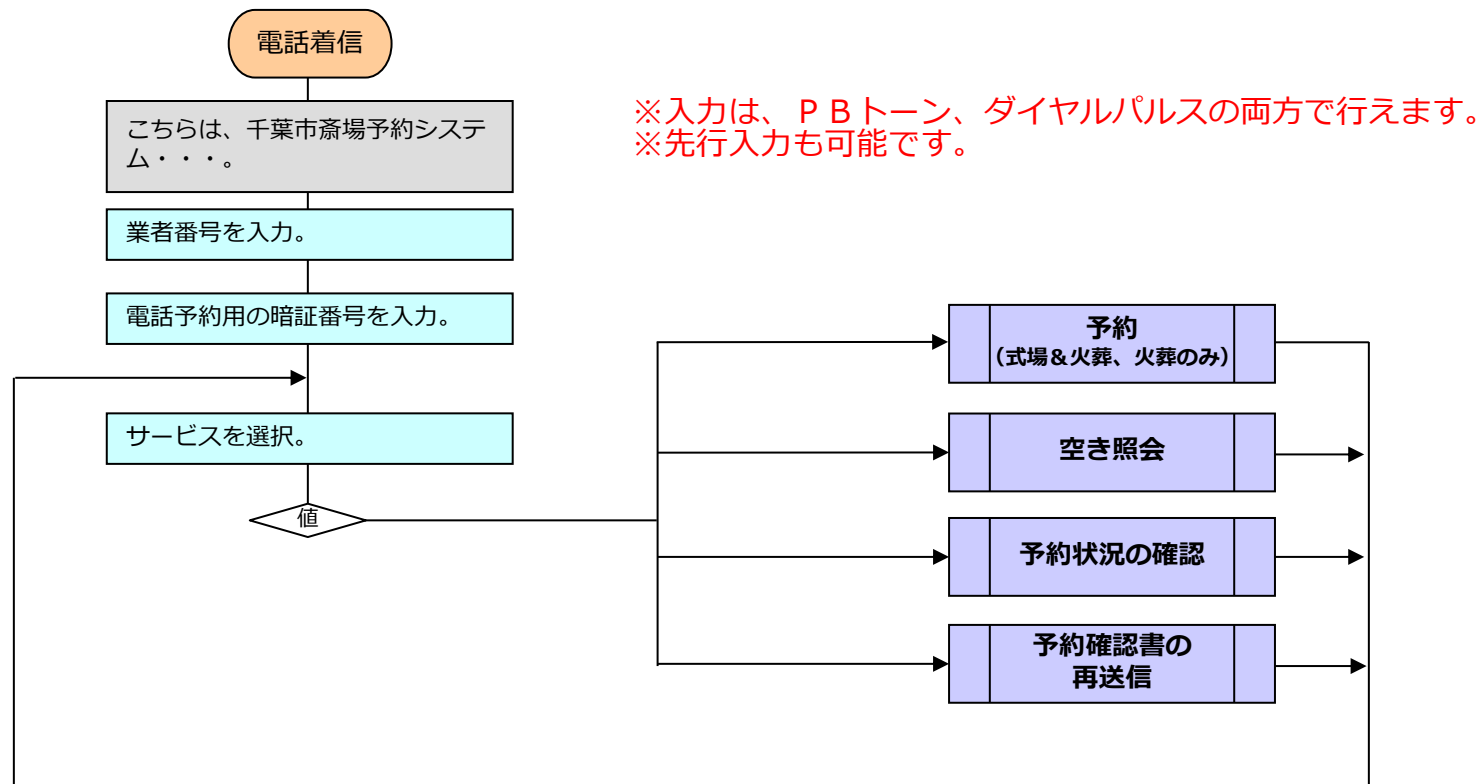 電話着信
こちらは、千葉市斎場予約システ
ム・・・。
※入力は、ＰＢトーン、ダイヤルパルスの両方で行えます。
※先行入力も可能です。
業者番号を入力。
電話予約用の暗証番号を入力。
サービスを選択。
値
予約
（式場＆火葬、火葬のみ）
空き照会
予約状況の確認
予約確認書の
再送信